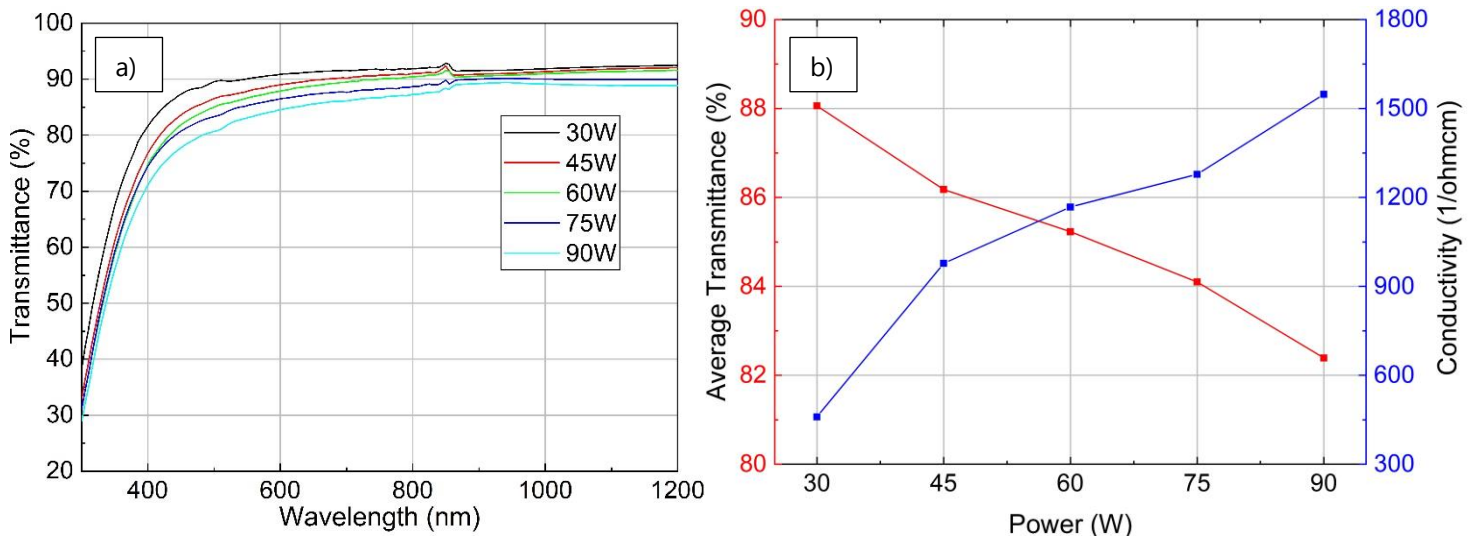 a)
100
90
80
70
60
50
40
30
20
Transmittance (%)
30W
45W
60W
75W
90W
400
600
800
1000
1200
Wavelength (nm)
b)
90
88
86
84
82
80
Average Transmittance (%)
1800
1500
1200
900
600
300
Conductivity (1/ohmcm)
30
45
60
75
90
Power (W)